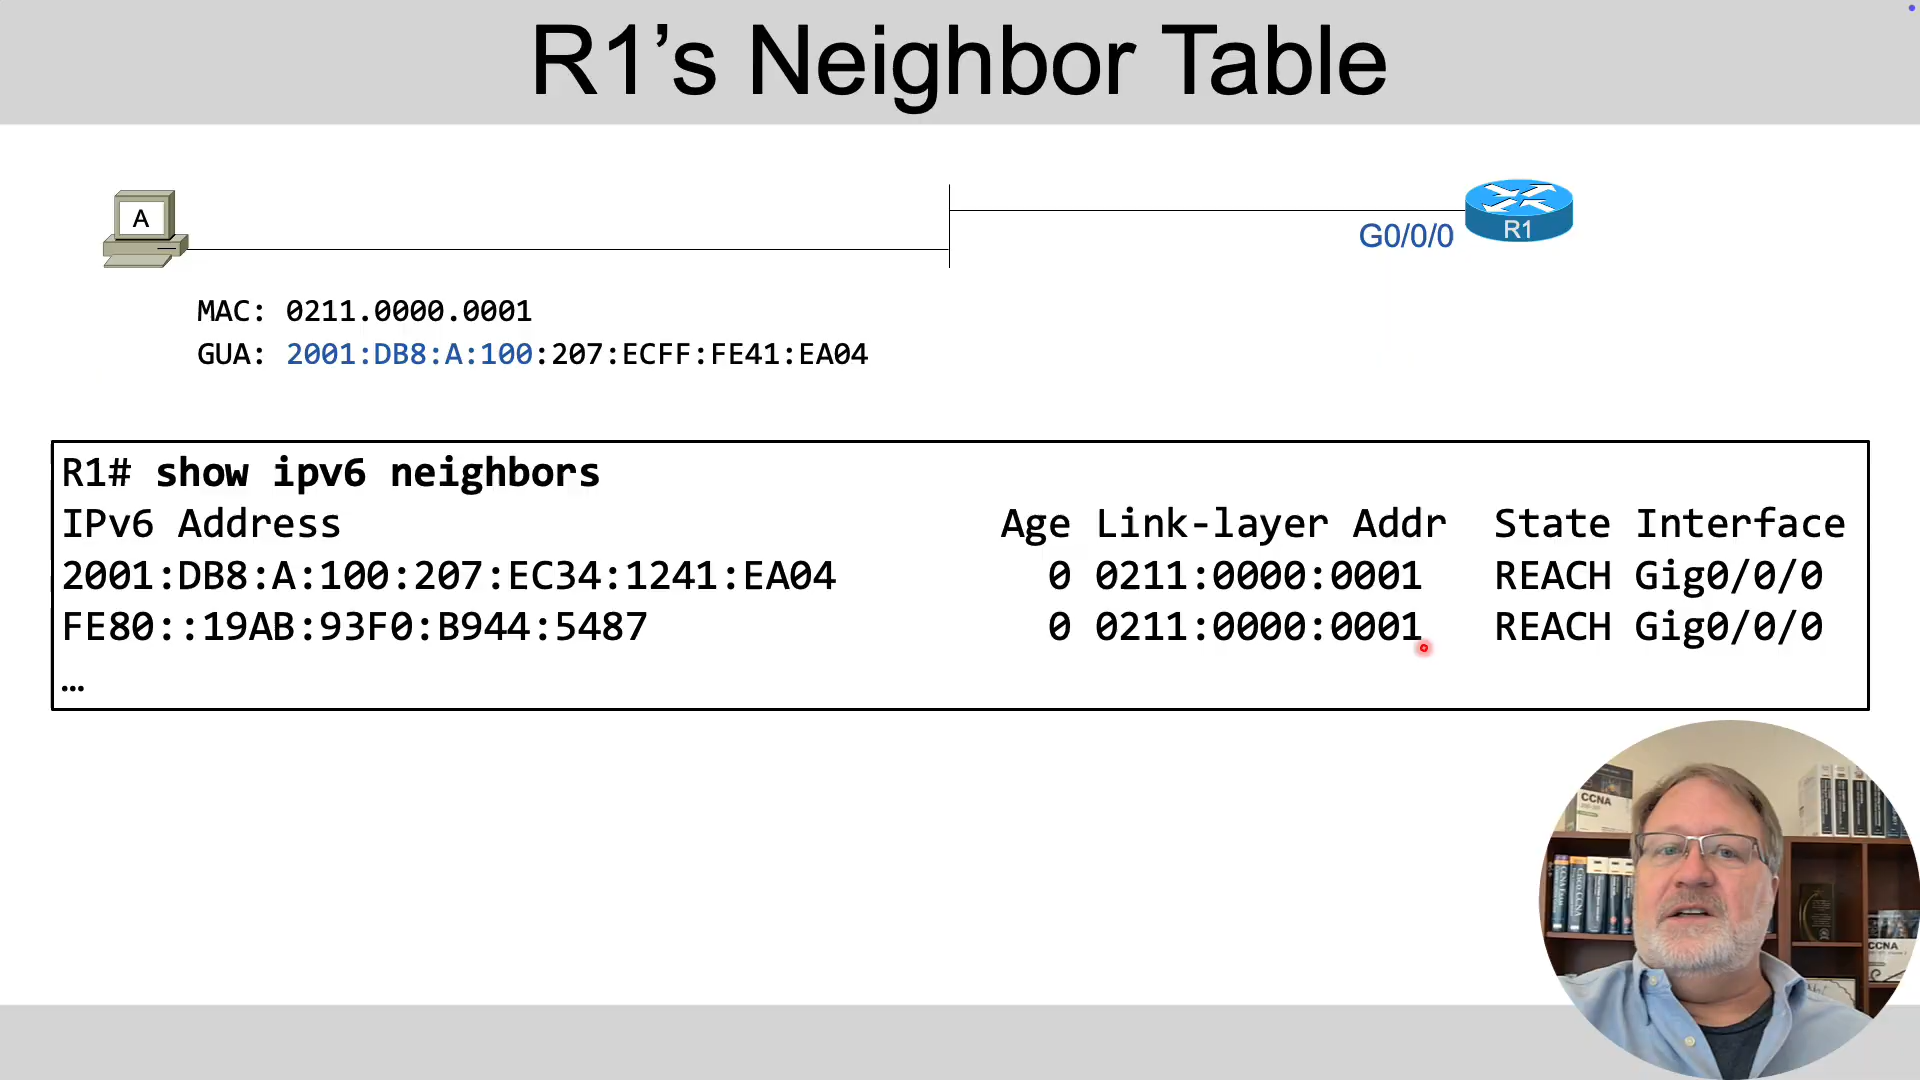 R1’s Neighbor Table
A
G0/0/0
R1
MAC: 0211.0000.0001
GUA: 2001:DB8:A:100:207:ECFF:FE41:EA04
R1# show ipv6 neighbors
IPv6 Address Age Link-layer Addr State Interface
2001:DB8:A:100:207:EC34:1241:EA04 0 0211:0000:0001 REACH Gig0/0/0
FE80::19AB:93F0:B944:5487 0 0211:0000:0001 REACH Gig0/0/0
…
CCNA
CCNA